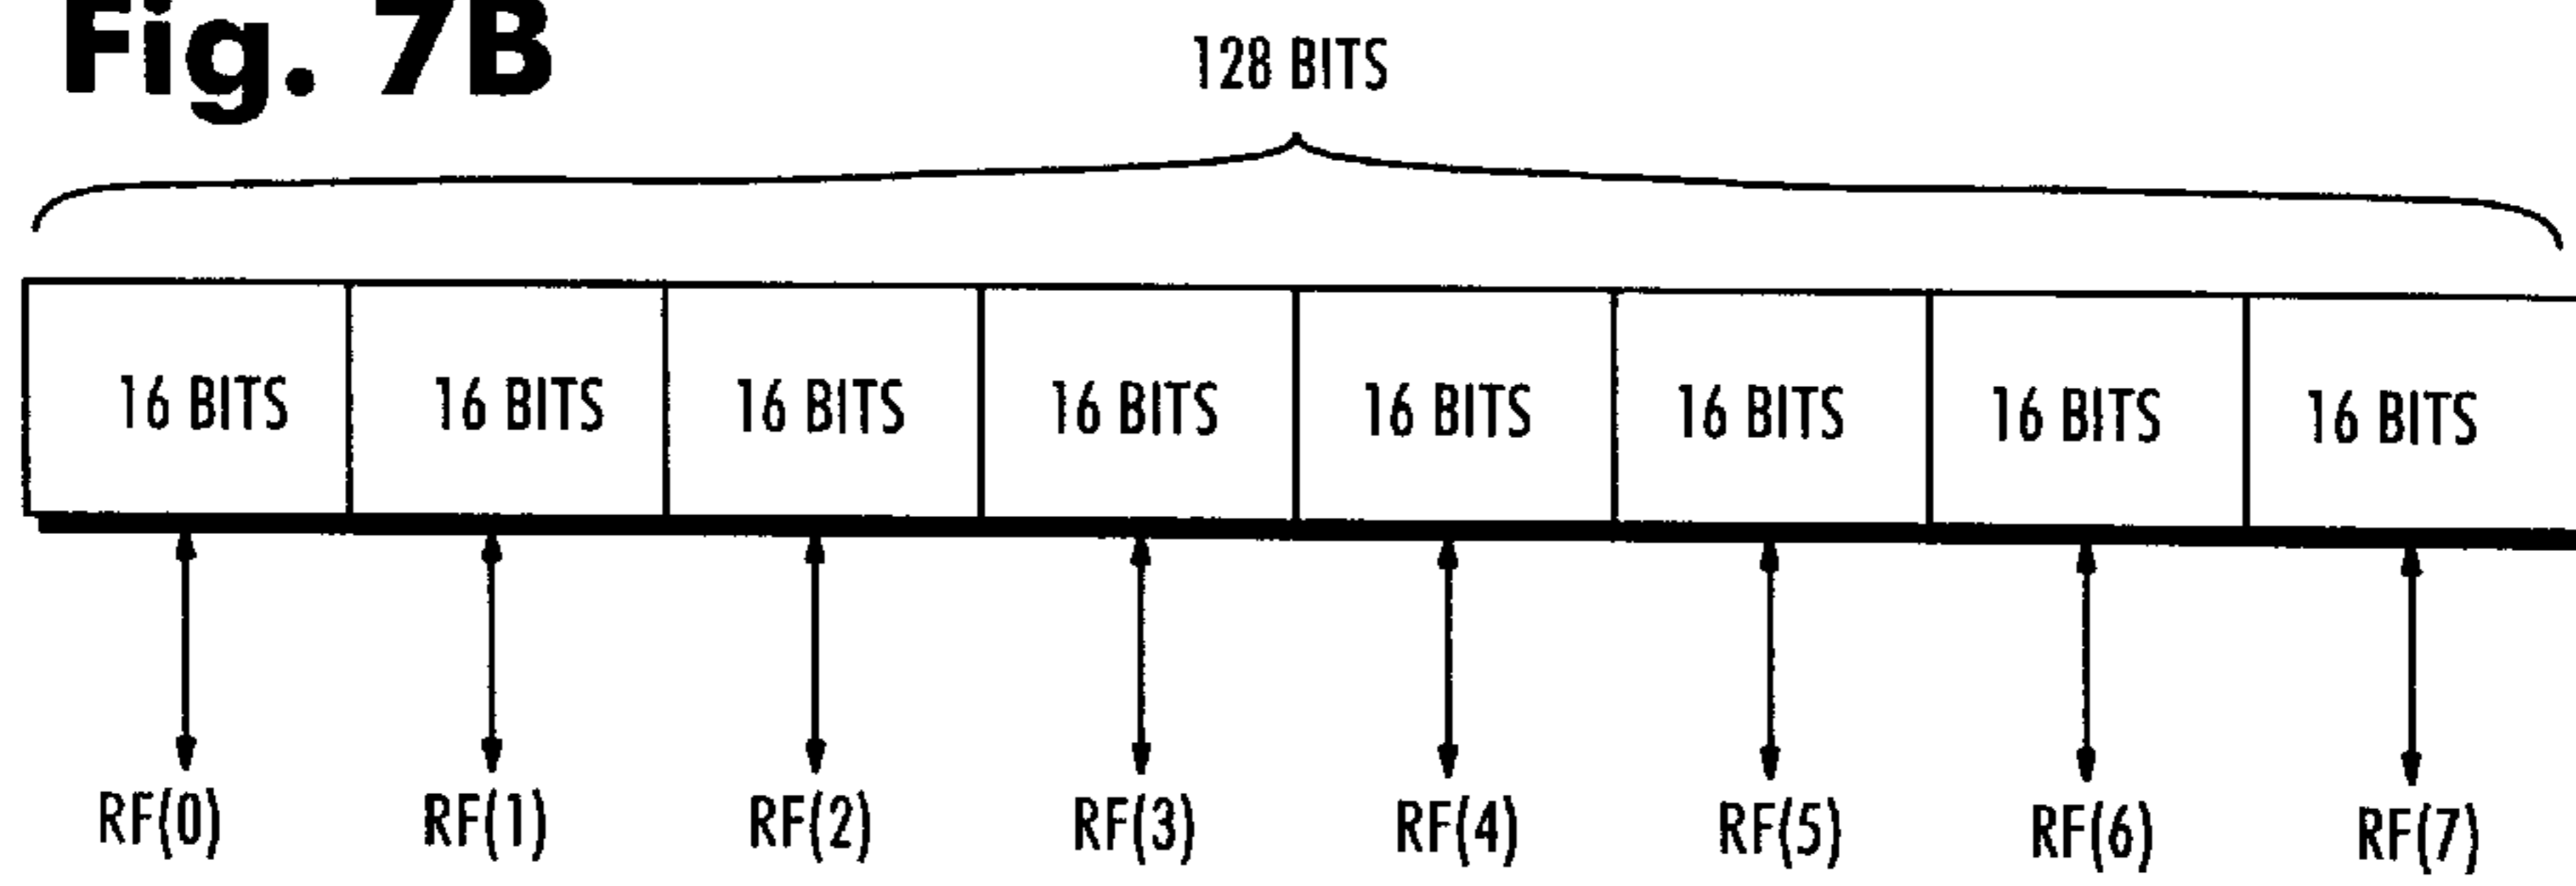 Fig. 7B
128 BITS
16 BITS 16 BITS 16 BITS 16 BITS 16 BITS 16 BITS 16 BITS 16 BITS
RF(0) RF(1) RF(2) RF(3) RF(4) RF(5) RF(6) RF(7)